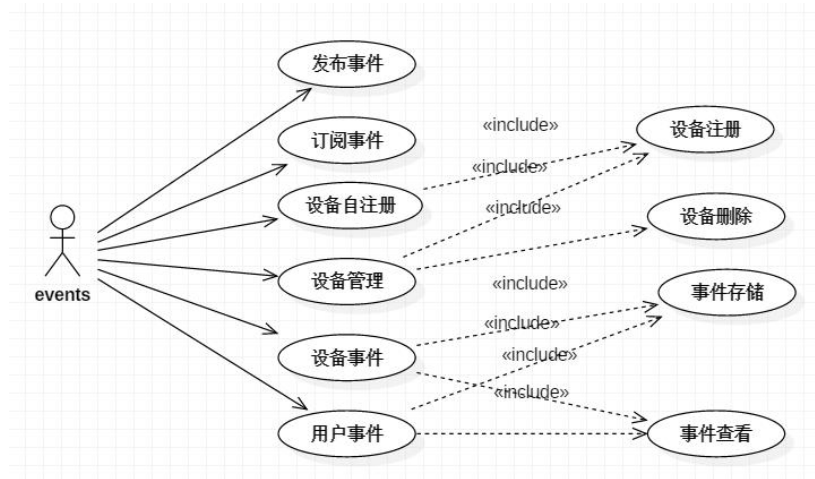 发布事件
订阅事件
«include»
设备注册
«include»
设备自注册
«include»
设备删除
设备管理
«include»
事件存储
events
«include»
设备事件
«include»
«include»
用户事件
事件查看